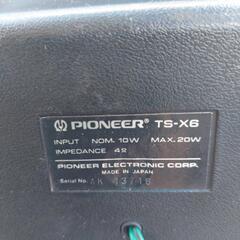 PIONEER® TS-X6
INPUT NOM. 10W MAX. 20W
IMPEDANCE 4Ω
PIONEER ELECTRONIC CORP.
MADE IN JAPAN
Serial No.